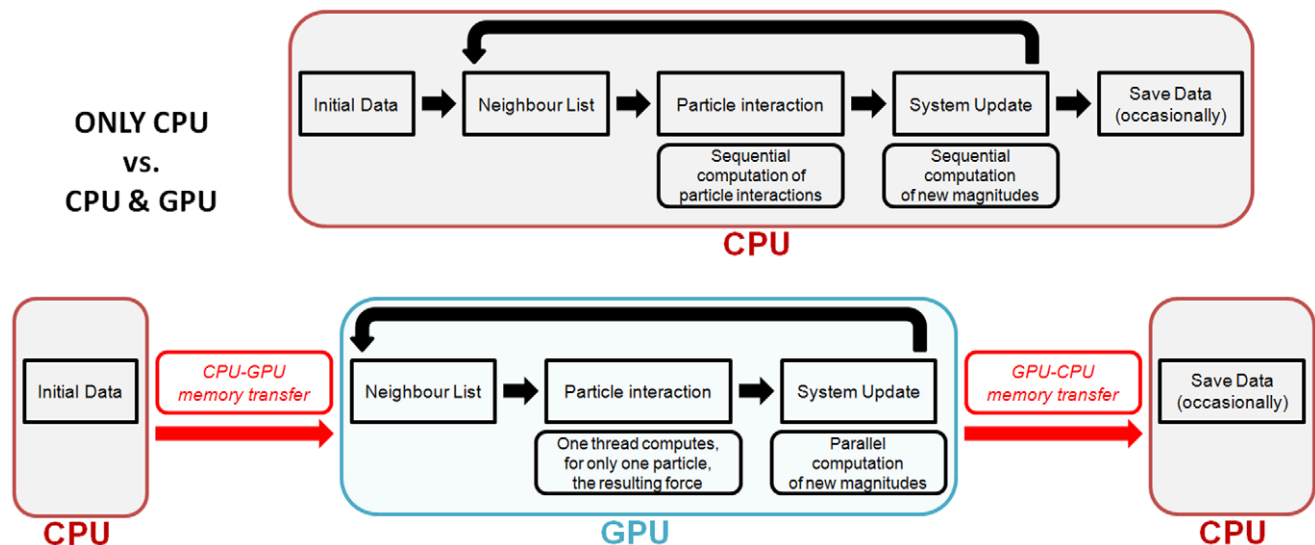 ONLY CPU
vs.
CPU & GPU
Initial Data
Neighbour List
Particle interaction
System Update
Save Data
(occasionally)
Sequential
computation of
particle interactions
Sequential
computation
of new magnitudes
CPU
Initial Data
CPU-GPU
memory transfer
Neighbour List
Particle interaction
System Update
GPU-CPU
memory transfer
Save Data
(occasionally)
One thread computes,
for only one particle,
the resulting force
Parallel
computation
of new magnitudes
CPU
GPU
CPU